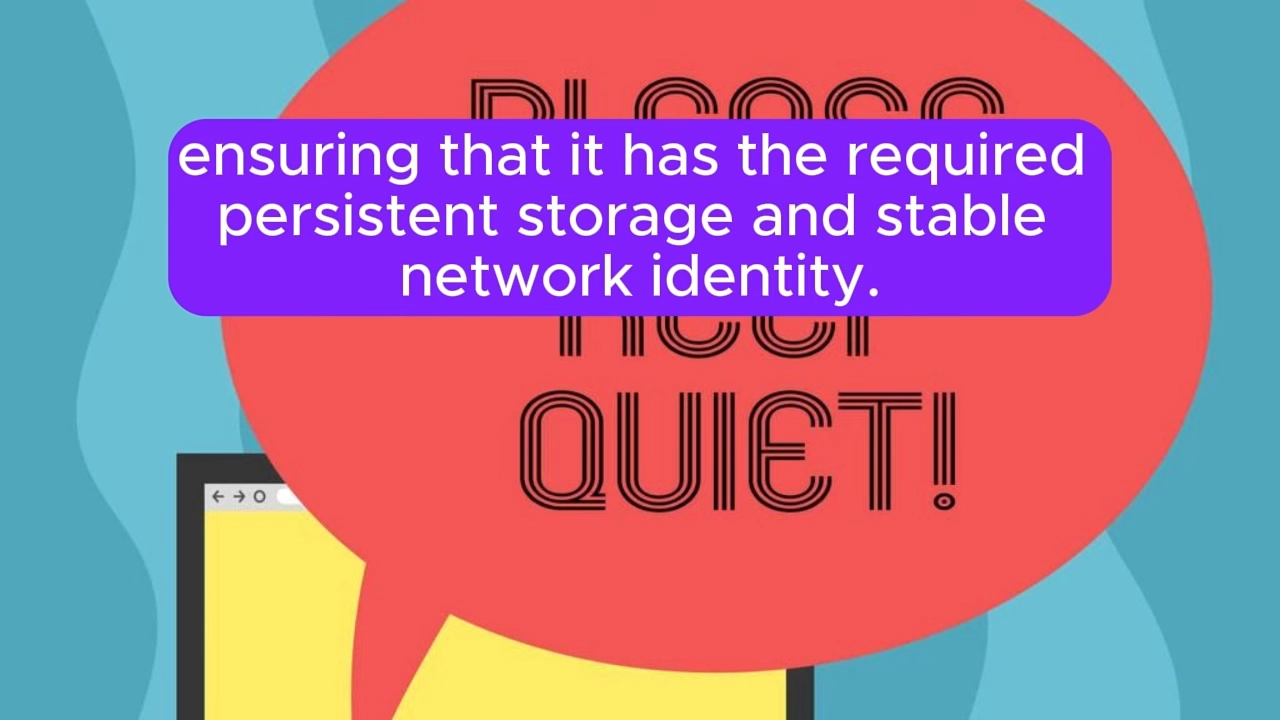 ensuring that it has the required
persistent storage and stable
network identity.
QUIET!